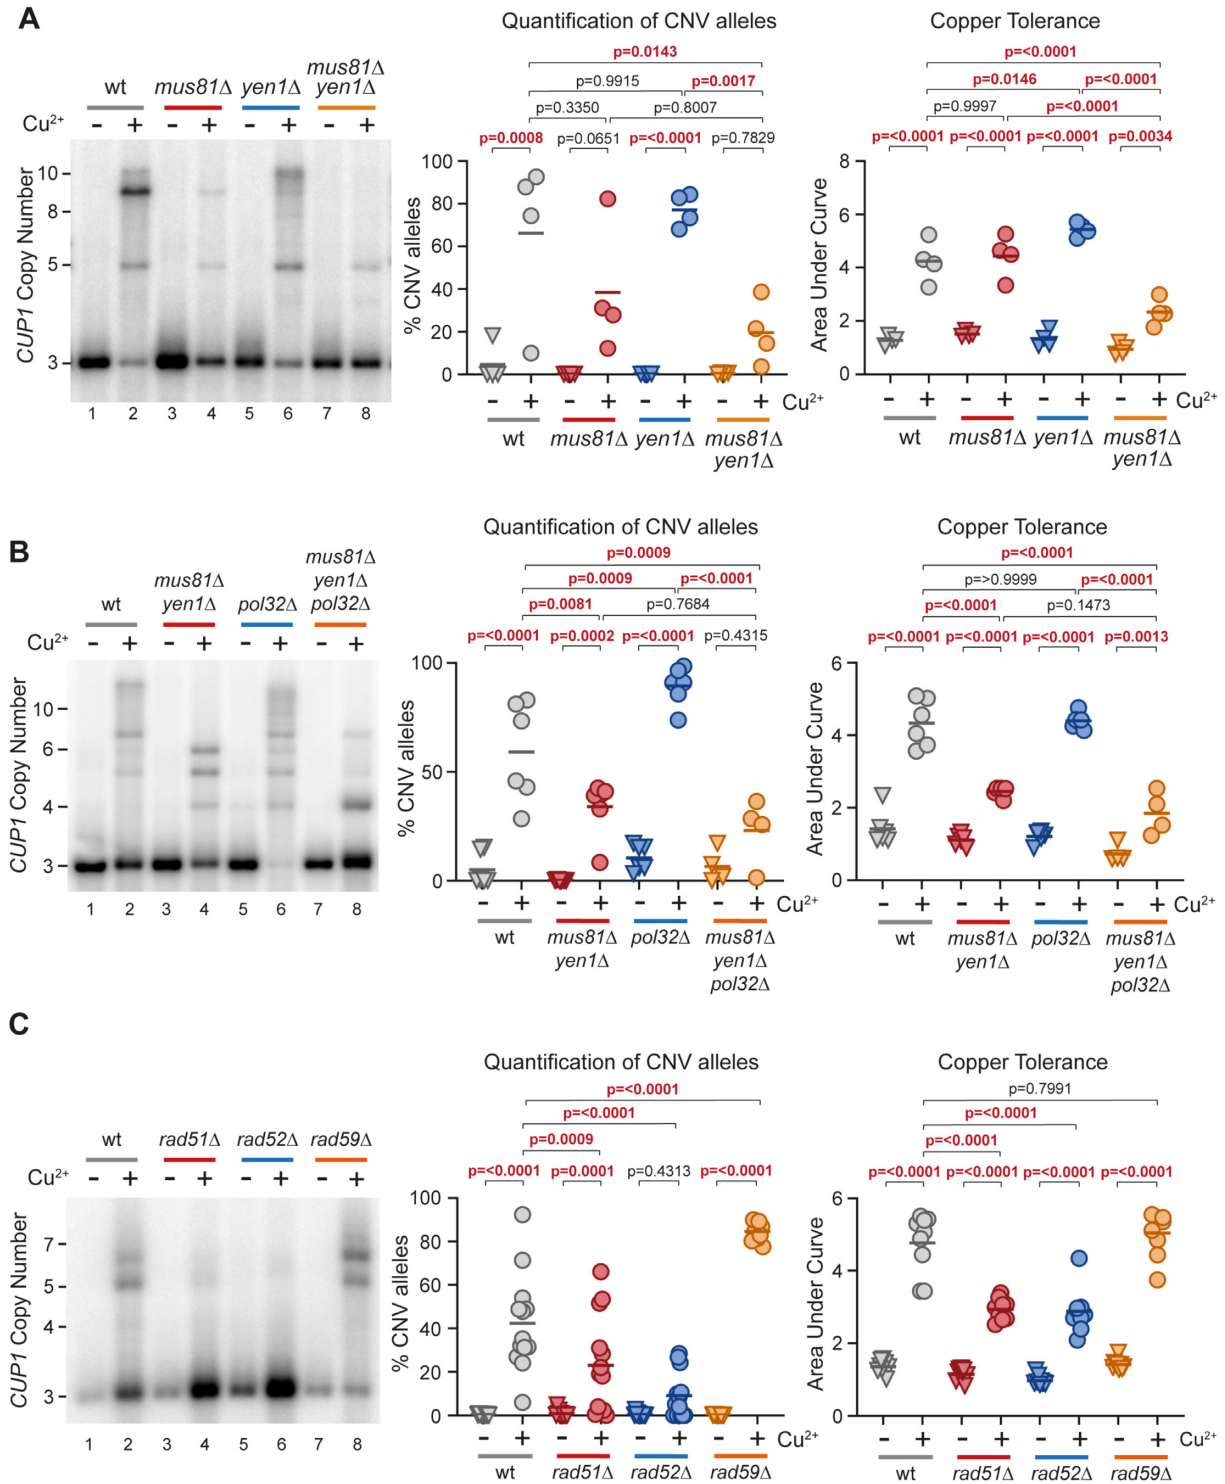 A
Quantification of CNV alleles
Copper Tolerance
wt
mus81Δ
yen1Δ
mus81Δ
yen1Δ
Cu²⁺
- + - + - + - +
CUP1 Copy Number
10
8
5
3
1 2 3 4 5 6 7 8
p=0.0143
p=0.9915 p=0.0017
p=0.3350 p=0.8007
p=0.0008 p=0.0651 p=<0.0001 p=0.7829
% CNV alleles
100
80
60
40
20
0
- + - + - + - + Cu²⁺
wt mus81Δ yen1Δ mus81Δ
yen1Δ
p=<0.0001
p=0.0146 p=<0.0001
p=0.9997 p=<0.0001
p=<0.0001 p=<0.0001 p=<0.0001 p=0.0034
Area Under Curve
8
6
4
2
0
- + - + - + - + Cu²⁺
wt mus81Δ yen1Δ mus81Δ
yen1Δ
B
Quantification of CNV alleles
Copper Tolerance
wt
mus81Δ
yen1Δ
pol32Δ
mus81Δ
yen1Δ
pol32Δ
Cu²⁺
- + - + - + - +
CUP1 Copy Number
10
6
4
3
1 2 3 4 5 6 7 8
p=0.0009
p=0.0009 p=<0.0001
p=0.0081 p=0.7684
p=<0.0001 p=0.0002 p=<0.0001 p=0.4315
% CNV alleles
100
50
0
- + - + - + - + Cu²⁺
wt mus81Δ pol32Δ mus81Δ
yen1Δ yen1Δ
pol32Δ
p=<0.0001
p=>0.9999 p=<0.0001
p=<0.0001 p=0.1473
p=<0.0001 p=<0.0001 p=<0.0001 p=0.0013
Area Under Curve
6
4
2
0
- + - + - + - + Cu²⁺
wt mus81Δ pol32Δ mus81Δ
yen1Δ yen1Δ
pol32Δ
C
Quantification of CNV alleles
Copper Tolerance
wt rad51Δ rad52Δ rad59Δ
Cu²⁺
- + - + - + - +
CUP1 Copy Number
7
5
3
1 2 3 4 5 6 7 8
p=<0.0001
p=<0.0001
p=0.0009
p=<0.0001 p=<0.0001 p=0.4313 p=<0.0001
% CNV alleles
100
80
60
40
20
0
- + - + - + - + Cu²⁺
wt rad51Δ rad52Δ rad59Δ
p=0.7991
p=<0.0001
p=<0.0001
p=<0.0001 p=<0.0001 p=<0.0001 p=<0.0001
Area Under Curve
6
4
2
0
- + - + - + - + Cu²⁺
wt rad51Δ rad52Δ rad59Δ